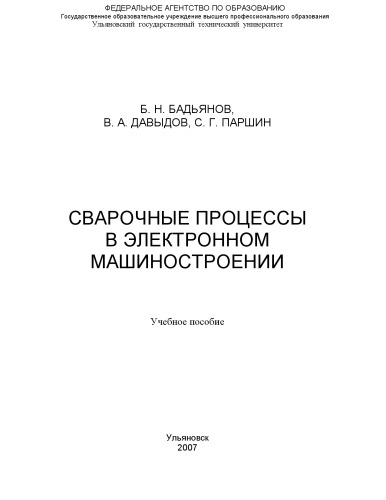 ФЕДЕРАЛЬНОЕ АГЕНТСТВО ПО ОБРАЗОВАНИЮ
Государственное образовательное учреждение высшего профессионального образования
Ульяновский государственный технический университет
Б. Н. БАДЬЯНОВ,
В. А. ДАВЫДОВ, С. Г. ПАРШИН
СВАРОЧНЫЕ ПРОЦЕССЫ
В ЭЛЕКТРОННОМ
МАШИНОСТРОЕНИИ
Учебное пособие
Ульяновск
2007